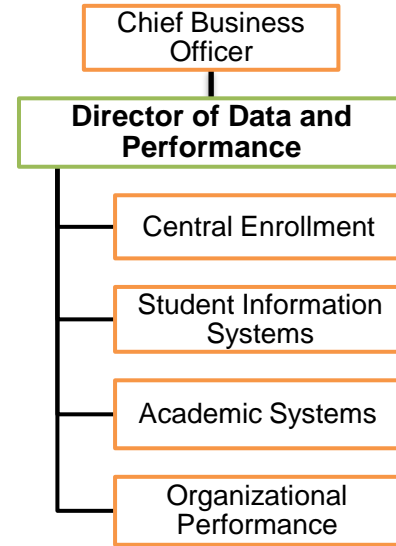 Chief Business
Officer
Director of Data and
Performance
Central Enrollment
Student Information
Systems
Academic Systems
Organizational
Performance